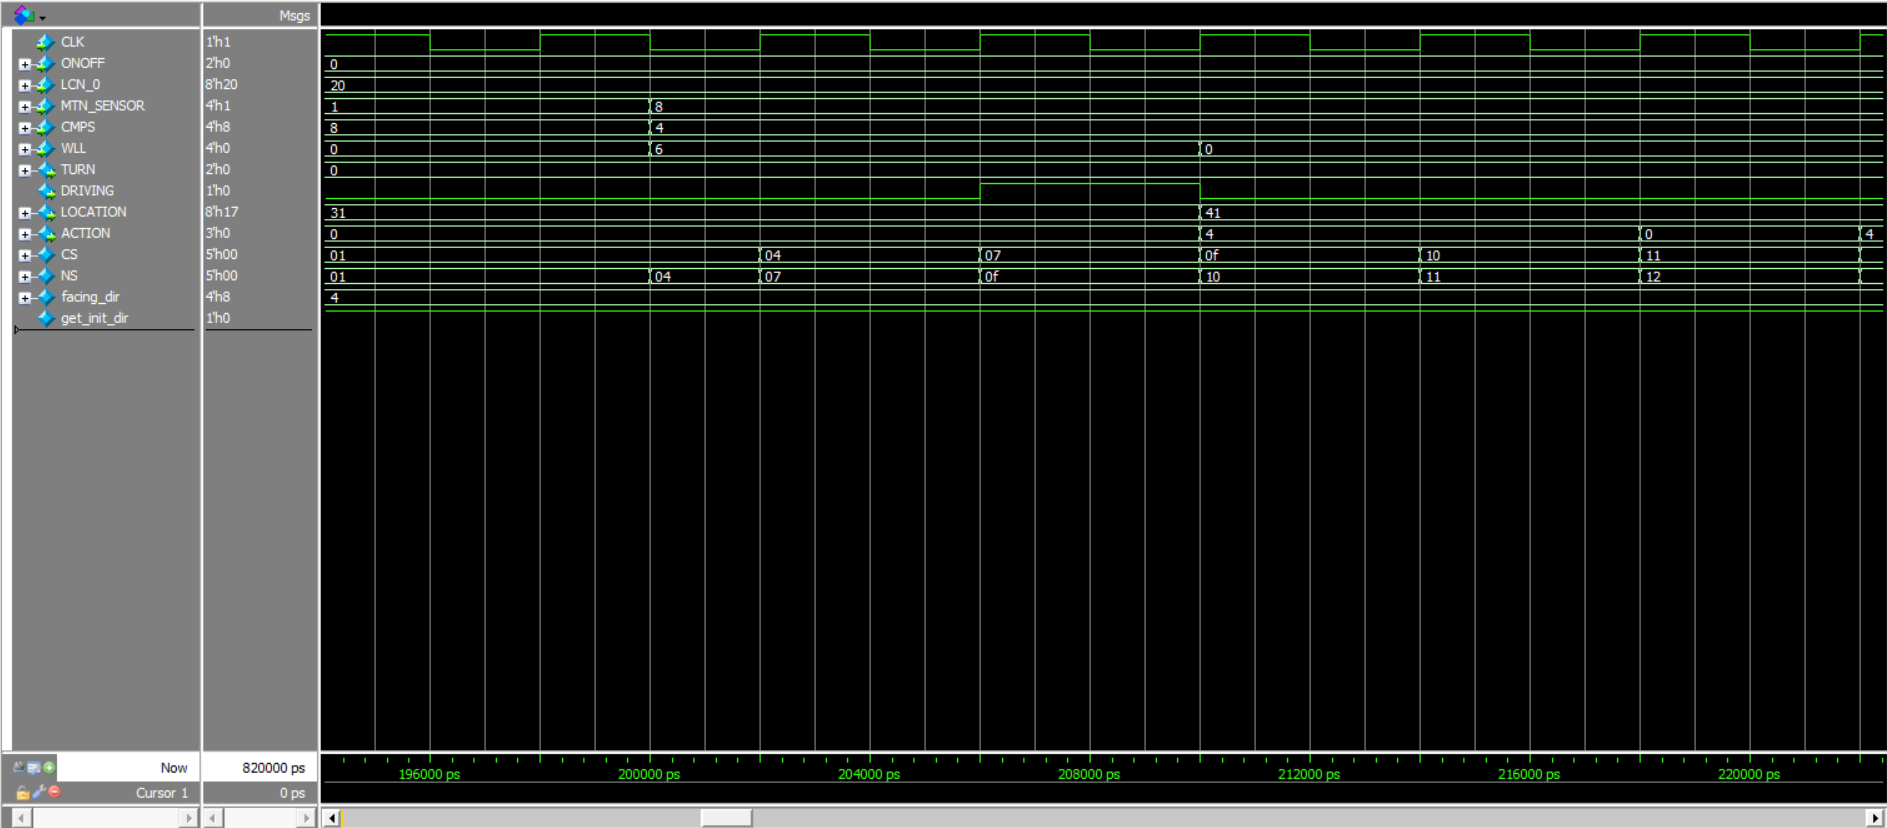 Msgs
CLK 1'h1
ONOFF 2'h0 0
LCN_0 8'h20 20
MTN_SENSOR 4'h1 1 8
CMPS 4'h8 8 4
WLL 4'h0 0 6 0
TURN 2'h0 0
DRIVING 1'h0
LOCATION 8'h17 31 41
ACTION 3'h0 0 4 0 4
CS 5'h00 01 04 07 0f 10 11
NS 5'h00 01 04 07 0f 10 11 12
facing_dir 4'h8 4
get_init_dir 1'h0
Now 820000 ps 196000 ps 200000 ps 204000 ps 208000 ps 212000 ps 216000 ps 220000 ps
Cursor 1 0 ps